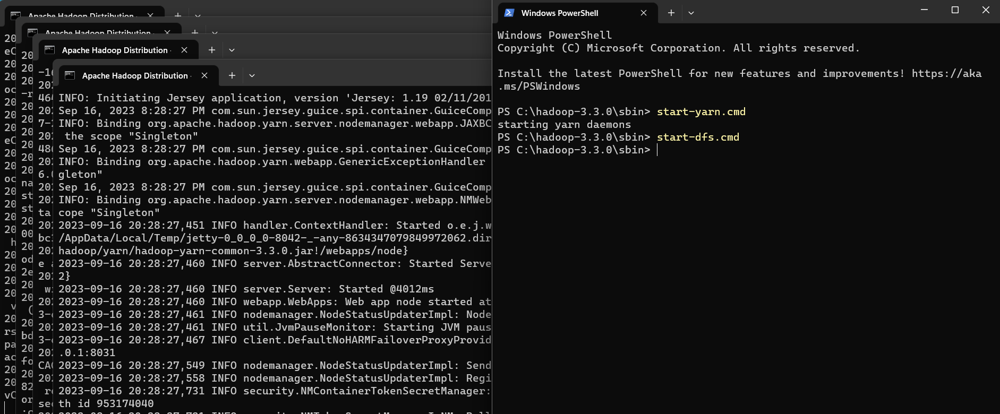 Apache Hadoop Distribution
Apache Hadoop Distribution
Apache Hadoop Distribution
Apache Hadoop Distribution
INFO: Initiating Jersey application, version 'Jersey: 1.19 02/11/201
Sep 16, 2023 8:28:27 PM com.sun.jersey.guice.spi.container.GuiceComp
INFO: Binding org.apache.hadoop.yarn.server.nodemanager.webapp.JAXBC
the scope "Singleton"
Sep 16, 2023 8:28:27 PM com.sun.jersey.guice.spi.container.GuiceComp
INFO: Binding org.apache.hadoop.yarn.webapp.GenericExceptionHandler
gleton"
Sep 16, 2023 8:28:27 PM com.sun.jersey.guice.spi.container.GuiceComp
INFO: Binding org.apache.hadoop.yarn.server.nodemanager.webapp.NMWeb
cope "Singleton"
2023-09-16 20:28:27,451 INFO handler.ContextHandler: Started o.e.j.w
/AppData/Local/Temp/jetty-0_0_0_0-8042-_-any-8634347079849972062.dir
hadoop/yarn/hadoop-yarn-common-3.3.0.jar!/webapps/node}
2023-09-16 20:28:27,460 INFO server.AbstractConnector: Started Serve
2}
2023-09-16 20:28:27,460 INFO server.Server: Started @4012ms
2023-09-16 20:28:27,460 INFO webapp.WebApps: Web app node started at
2023-09-16 20:28:27,461 INFO nodemanager.NodeStatusUpdaterImpl: Node
2023-09-16 20:28:27,461 INFO util.JvmPauseMonitor: Starting JVM paus
2023-09-16 20:28:27,467 INFO client.DefaultNoHARMFailoverProxyProvid
.0.1:8031
2023-09-16 20:28:27,549 INFO nodemanager.NodeStatusUpdaterImpl: Send
2023-09-16 20:28:27,558 INFO nodemanager.NodeStatusUpdaterImpl: Regi
2023-09-16 20:28:27,731 INFO security.NMContainerTokenSecretManager:
th id 953174040
Windows PowerShell
Windows PowerShell
Copyright (C) Microsoft Corporation. All rights reserved.
Install the latest PowerShell for new features and improvements! https://aka
.ms/PSWindows
PS C:\hadoop-3.3.0\sbin> start-yarn.cmd
starting yarn daemons
PS C:\hadoop-3.3.0\sbin> start-dfs.cmd
PS C:\hadoop-3.3.0\sbin>